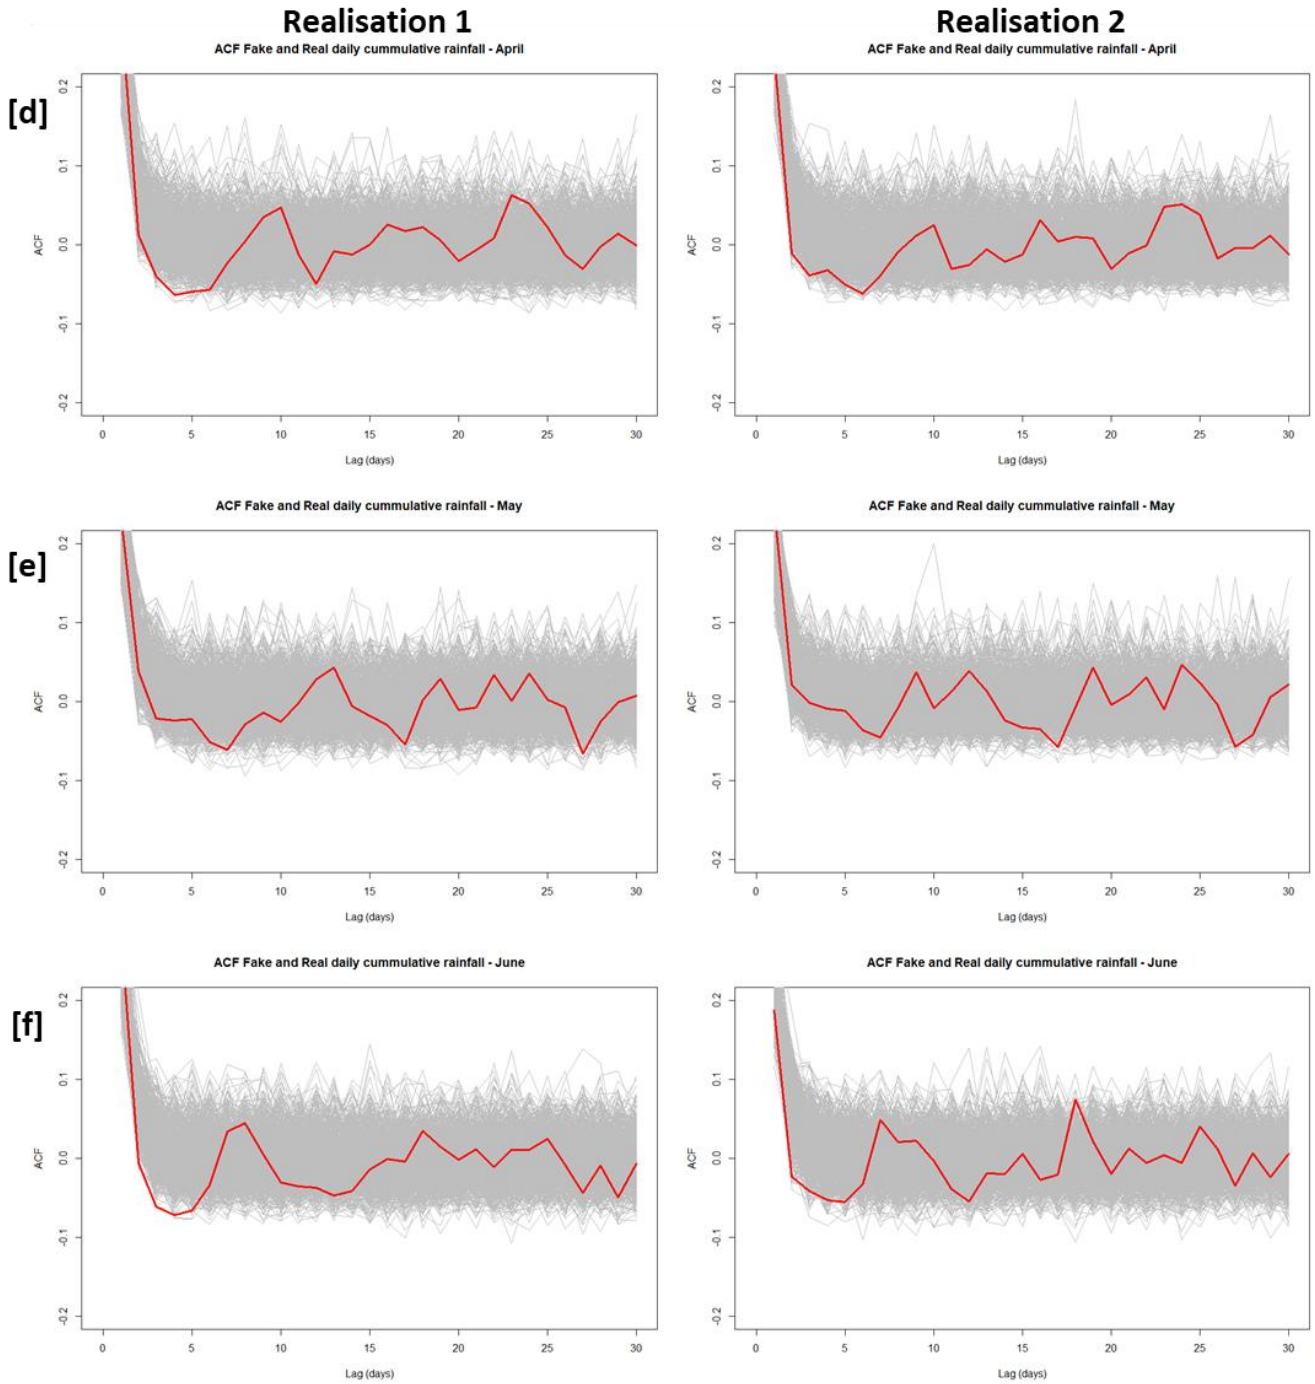 Realisation 1
Realisation 2
ACF Fake and Real daily cummulative rainfall - April
ACF Fake and Real daily cummulative rainfall - April
[d]
ACF
0.2
0.1
0.0
-0.1
-0.2
0 5 10 15 20 25 30
Lag (days)
ACF
0.2
0.1
0.0
-0.1
-0.2
0 5 10 15 20 25 30
Lag (days)
ACF Fake and Real daily cummulative rainfall - May
ACF Fake and Real daily cummulative rainfall - May
[e]
ACF
0.2
0.1
0.0
-0.1
-0.2
0 5 10 15 20 25 30
Lag (days)
ACF
0.2
0.1
0.0
-0.1
-0.2
0 5 10 15 20 25 30
Lag (days)
ACF Fake and Real daily cummulative rainfall - June
ACF Fake and Real daily cummulative rainfall - June
[f]
ACF
0.2
0.1
0.0
-0.1
-0.2
0 5 10 15 20 25 30
Lag (days)
ACF
0.2
0.1
0.0
-0.1
-0.2
0 5 10 15 20 25 30
Lag (days)